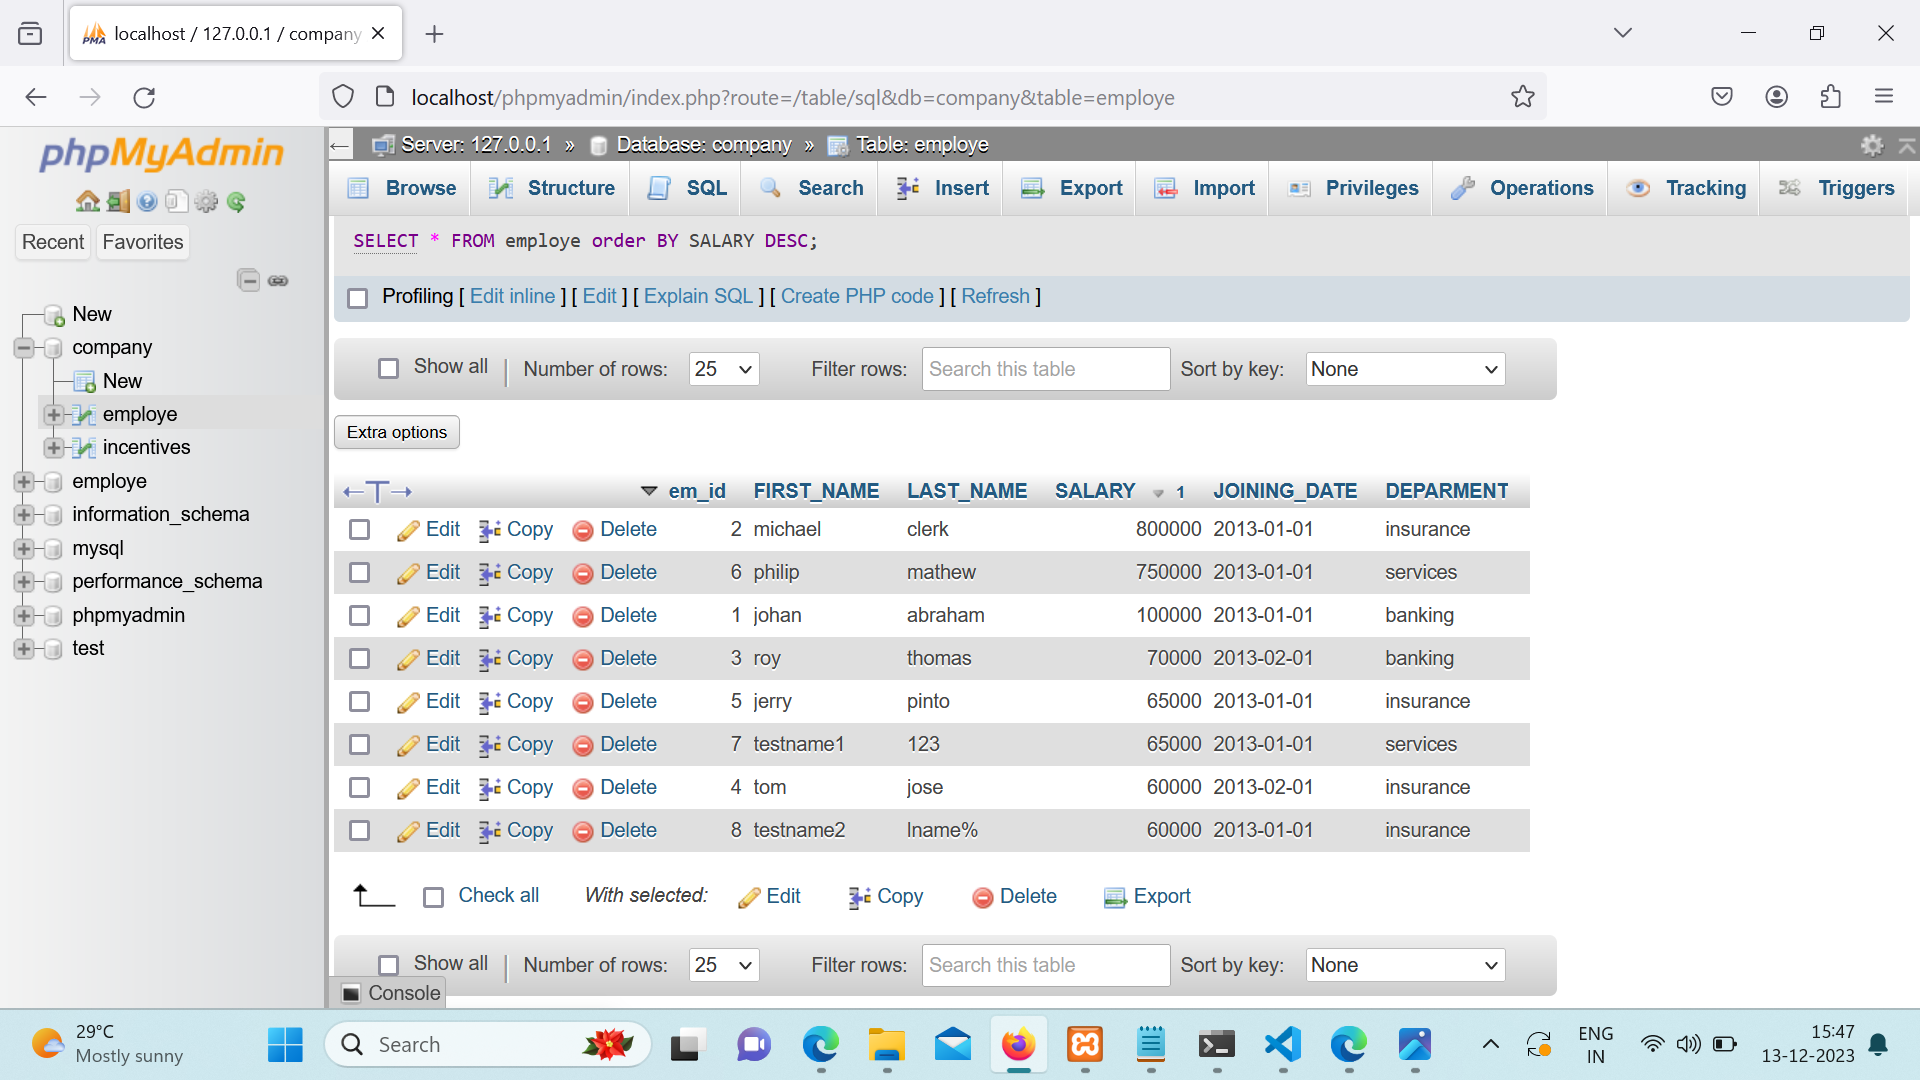 localhost / 127.0.0.1 / company
localhost/phpmyadmin/index.php?route=/table/sql&db=company&table=employe
phpMyAdmin
Recent Favorites
New
company
New
employe
incentives
employe
information_schema
mysql
performance_schema
phpmyadmin
test
Server: 127.0.0.1 » Database: company » Table: employe
Browse Structure SQL Search Insert Export Import Privileges Operations Tracking Triggers
SELECT * FROM employe order BY SALARY DESC;
Profiling [ Edit inline ] [ Edit ] [ Explain SQL ] [ Create PHP code ] [ Refresh ]
Show all Number of rows: 25 Filter rows: Search this table Sort by key: None
Extra options
←T→ em_id FIRST_NAME LAST_NAME SALARY 1 JOINING_DATE DEPARMENT
Edit Copy Delete 2 michael clerk 800000 2013-01-01 insurance
Edit Copy Delete 6 philip mathew 750000 2013-01-01 services
Edit Copy Delete 1 johan abraham 100000 2013-01-01 banking
Edit Copy Delete 3 roy thomas 70000 2013-02-01 banking
Edit Copy Delete 5 jerry pinto 65000 2013-01-01 insurance
Edit Copy Delete 7 testname1 123 65000 2013-01-01 services
Edit Copy Delete 4 tom jose 60000 2013-02-01 insurance
Edit Copy Delete 8 testname2 lname% 60000 2013-01-01 insurance
Check all With selected: Edit Copy Delete Export
Show all Number of rows: 25 Filter rows: Search this table Sort by key: None
Console
29°C
Mostly sunny
Search
ENG
IN
15:47
13-12-2023